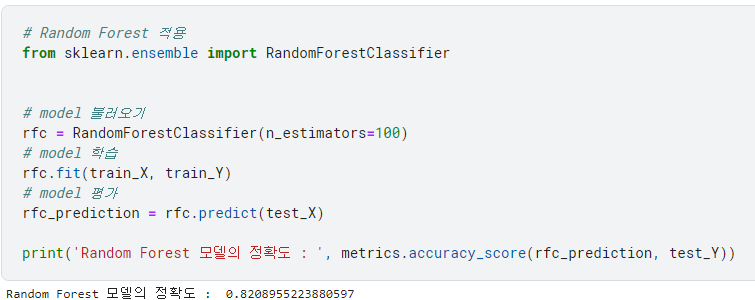 # Random Forest 적용
from sklearn.ensemble import RandomForestClassifier
# model 불러오기
rfc = RandomForestClassifier(n_estimators=100)
# model 학습
rfc.fit(train_X, train_Y)
# model 평가
rfc_prediction = rfc.predict(test_X)
print('Random Forest 모델의 정확도 : ', metrics.accuracy_score(rfc_prediction, test_Y))
Random Forest 모델의 정확도 :  0.8208955223880597